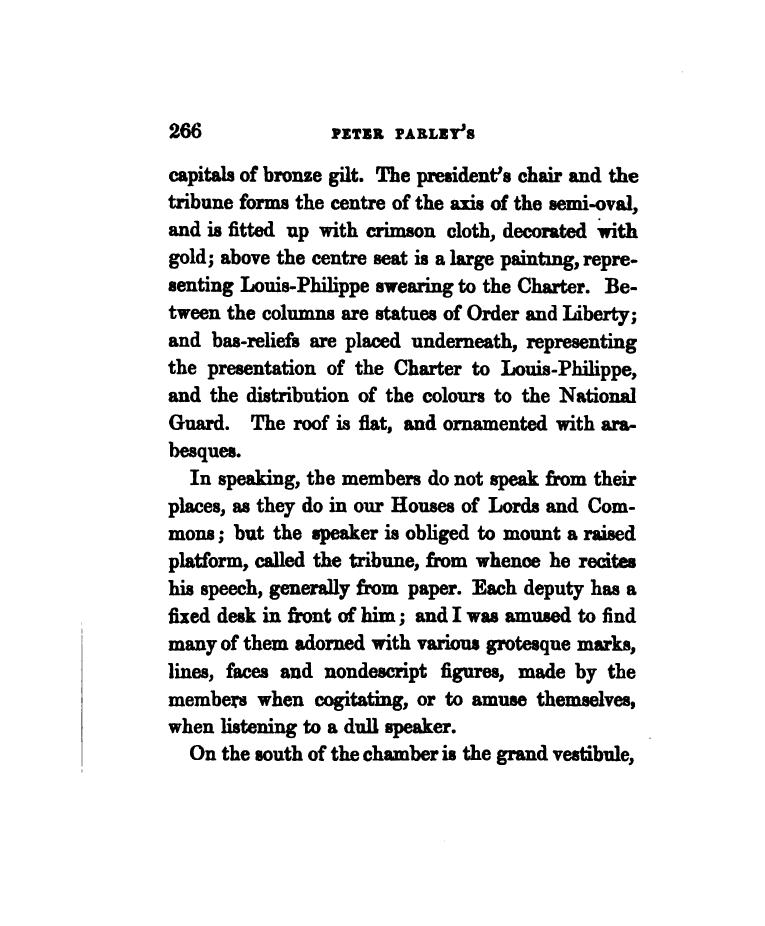 266 PETER PARLEY'S
capitals of bronze gilt. The president's chair and the
tribune forms the centre of the axis of the semi-oval,
and is fitted up with crimson cloth, decorated with
gold; above the centre seat is a large painting, repre-
senting Louis-Philippe swearing to the Charter. Be-
tween the columns are statues of Order and Liberty;
and bas-reliefs are placed underneath, representing
the presentation of the Charter to Louis-Philippe,
and the distribution of the colours to the National
Guard. The roof is flat, and ornamented with ara-
besques.
In speaking, the members do not speak from their
places, as they do in our Houses of Lords and Com-
mons; but the speaker is obliged to mount a raised
platform, called the tribune, from whence he recites
his speech, generally from paper. Each deputy has a
fixed desk in front of him; and I was amused to find
many of them adorned with various grotesque marks,
lines, faces and nondescript figures, made by the
members when cogitating, or to amuse themselves,
when listening to a dull speaker.
On the south of the chamber is the grand vestibule,